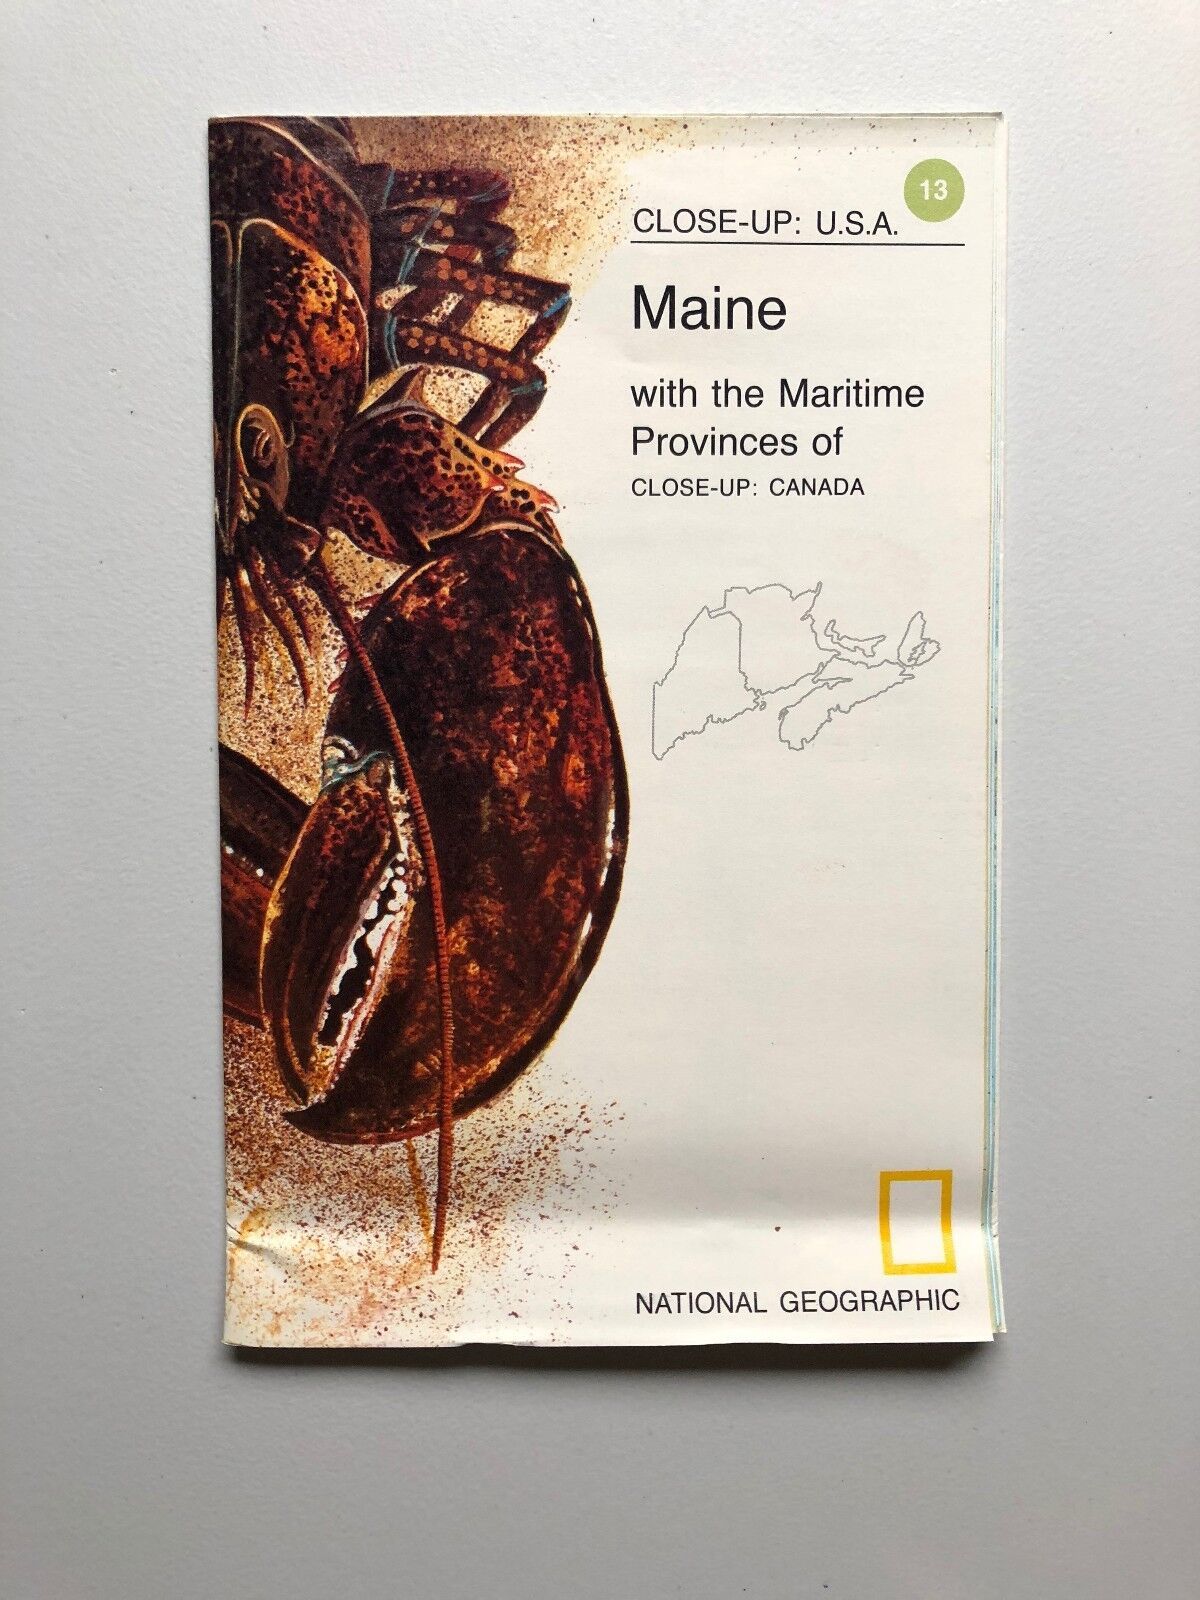 13
CLOSE-UP: U.S.A.
Maine
with the Maritime
Provinces of
CLOSE-UP: CANADA
NATIONAL GEOGRAPHIC